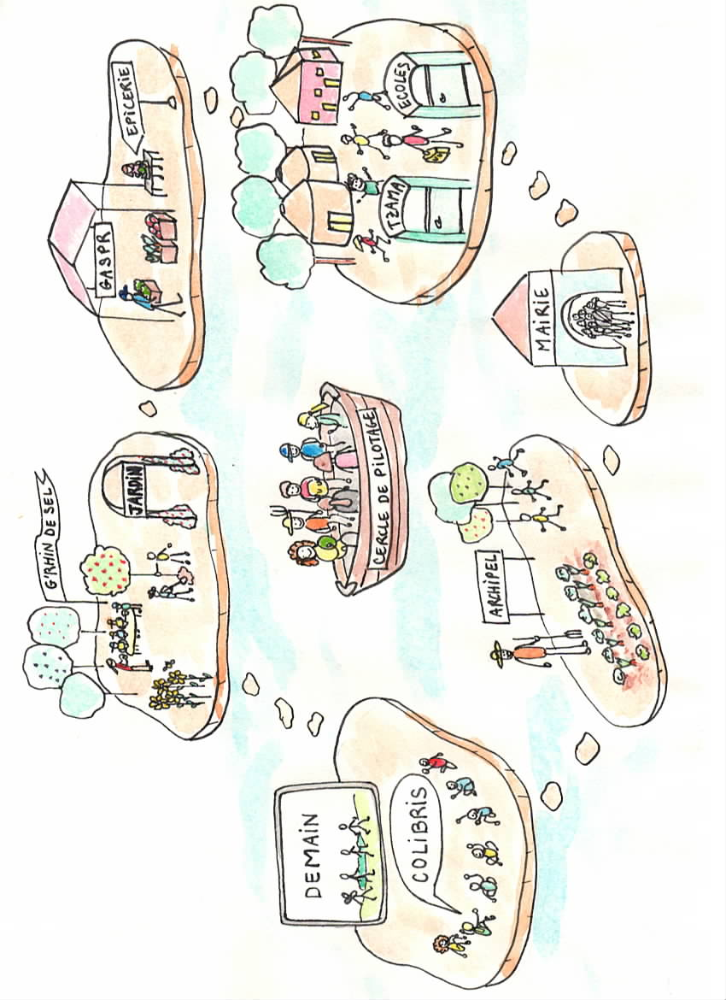 G'RHIN DE SEL
JARDIN
GASPR
EPICERIE
DEMAIN
COLIBRIS
CERCLE DE PILOTAGE
TZAMA
ECOLES
ARCHIPEL
MAIRIE